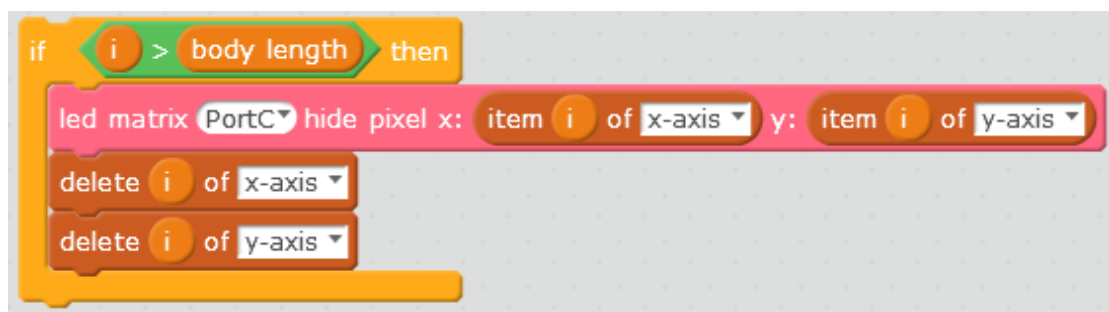 if i > body length then
led matrix PortC hide pixel x: item i of x-axis y: item i of y-axis
delete i of x-axis
delete i of y-axis